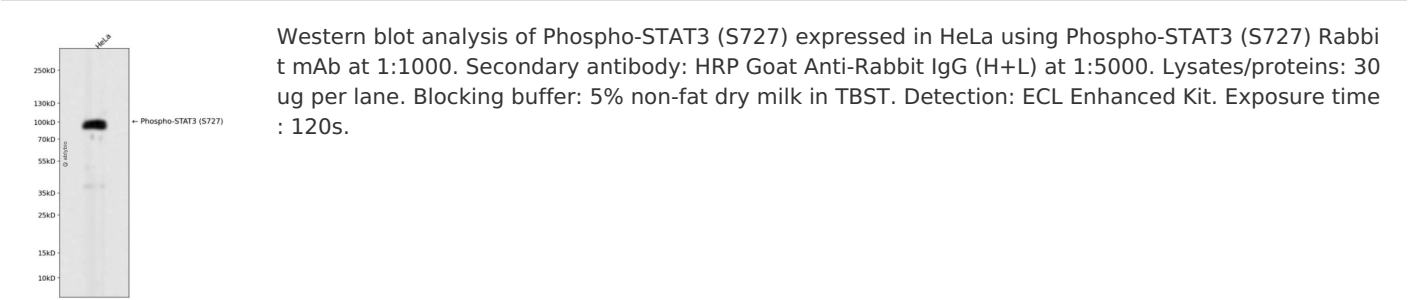 HeLa
250kD
130kD
100kD
← Phospho-STAT3 (S727)
70kD
55kD
35kD
25kD
15kD
10kD
Western blot analysis of Phospho-STAT3 (S727) expressed in HeLa using Phospho-STAT3 (S727) Rabbi
t mAb at 1:1000. Secondary antibody: HRP Goat Anti-Rabbit IgG (H+L) at 1:5000. Lysates/proteins: 30
ug per lane. Blocking buffer: 5% non-fat dry milk in TBST. Detection: ECL Enhanced Kit. Exposure time
: 120s.